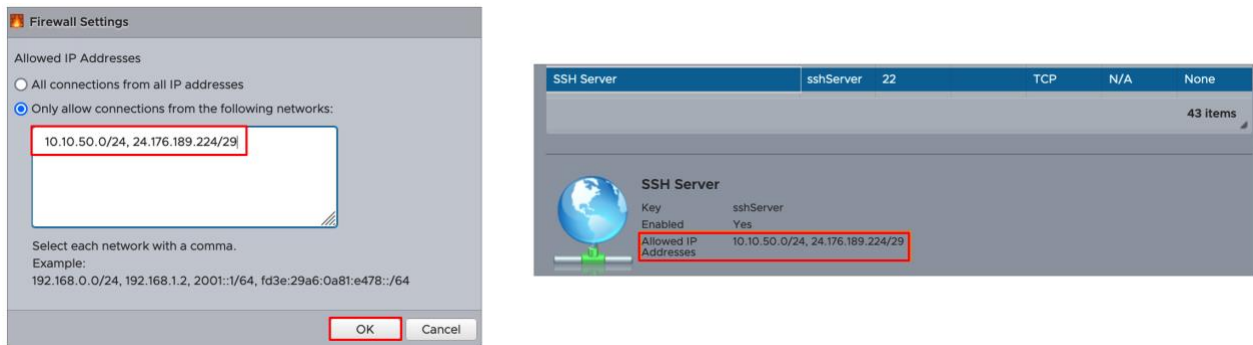 Firewall Settings
Allowed IP Addresses
All connections from all IP addresses
Only allow connections from the following networks:
10.10.50.0/24, 24.176.189.224/29
Select each network with a comma.
Example:
192.168.0.0/24, 192.168.1.2, 2001::1/64, fd3e:29a6:0a81:e478::/64
OK Cancel
SSH Server sshServer 22 TCP N/A None
43 items
SSH Server
Key sshServer
Enabled Yes
Allowed IP 10.10.50.0/24, 24.176.189.224/29
Addresses